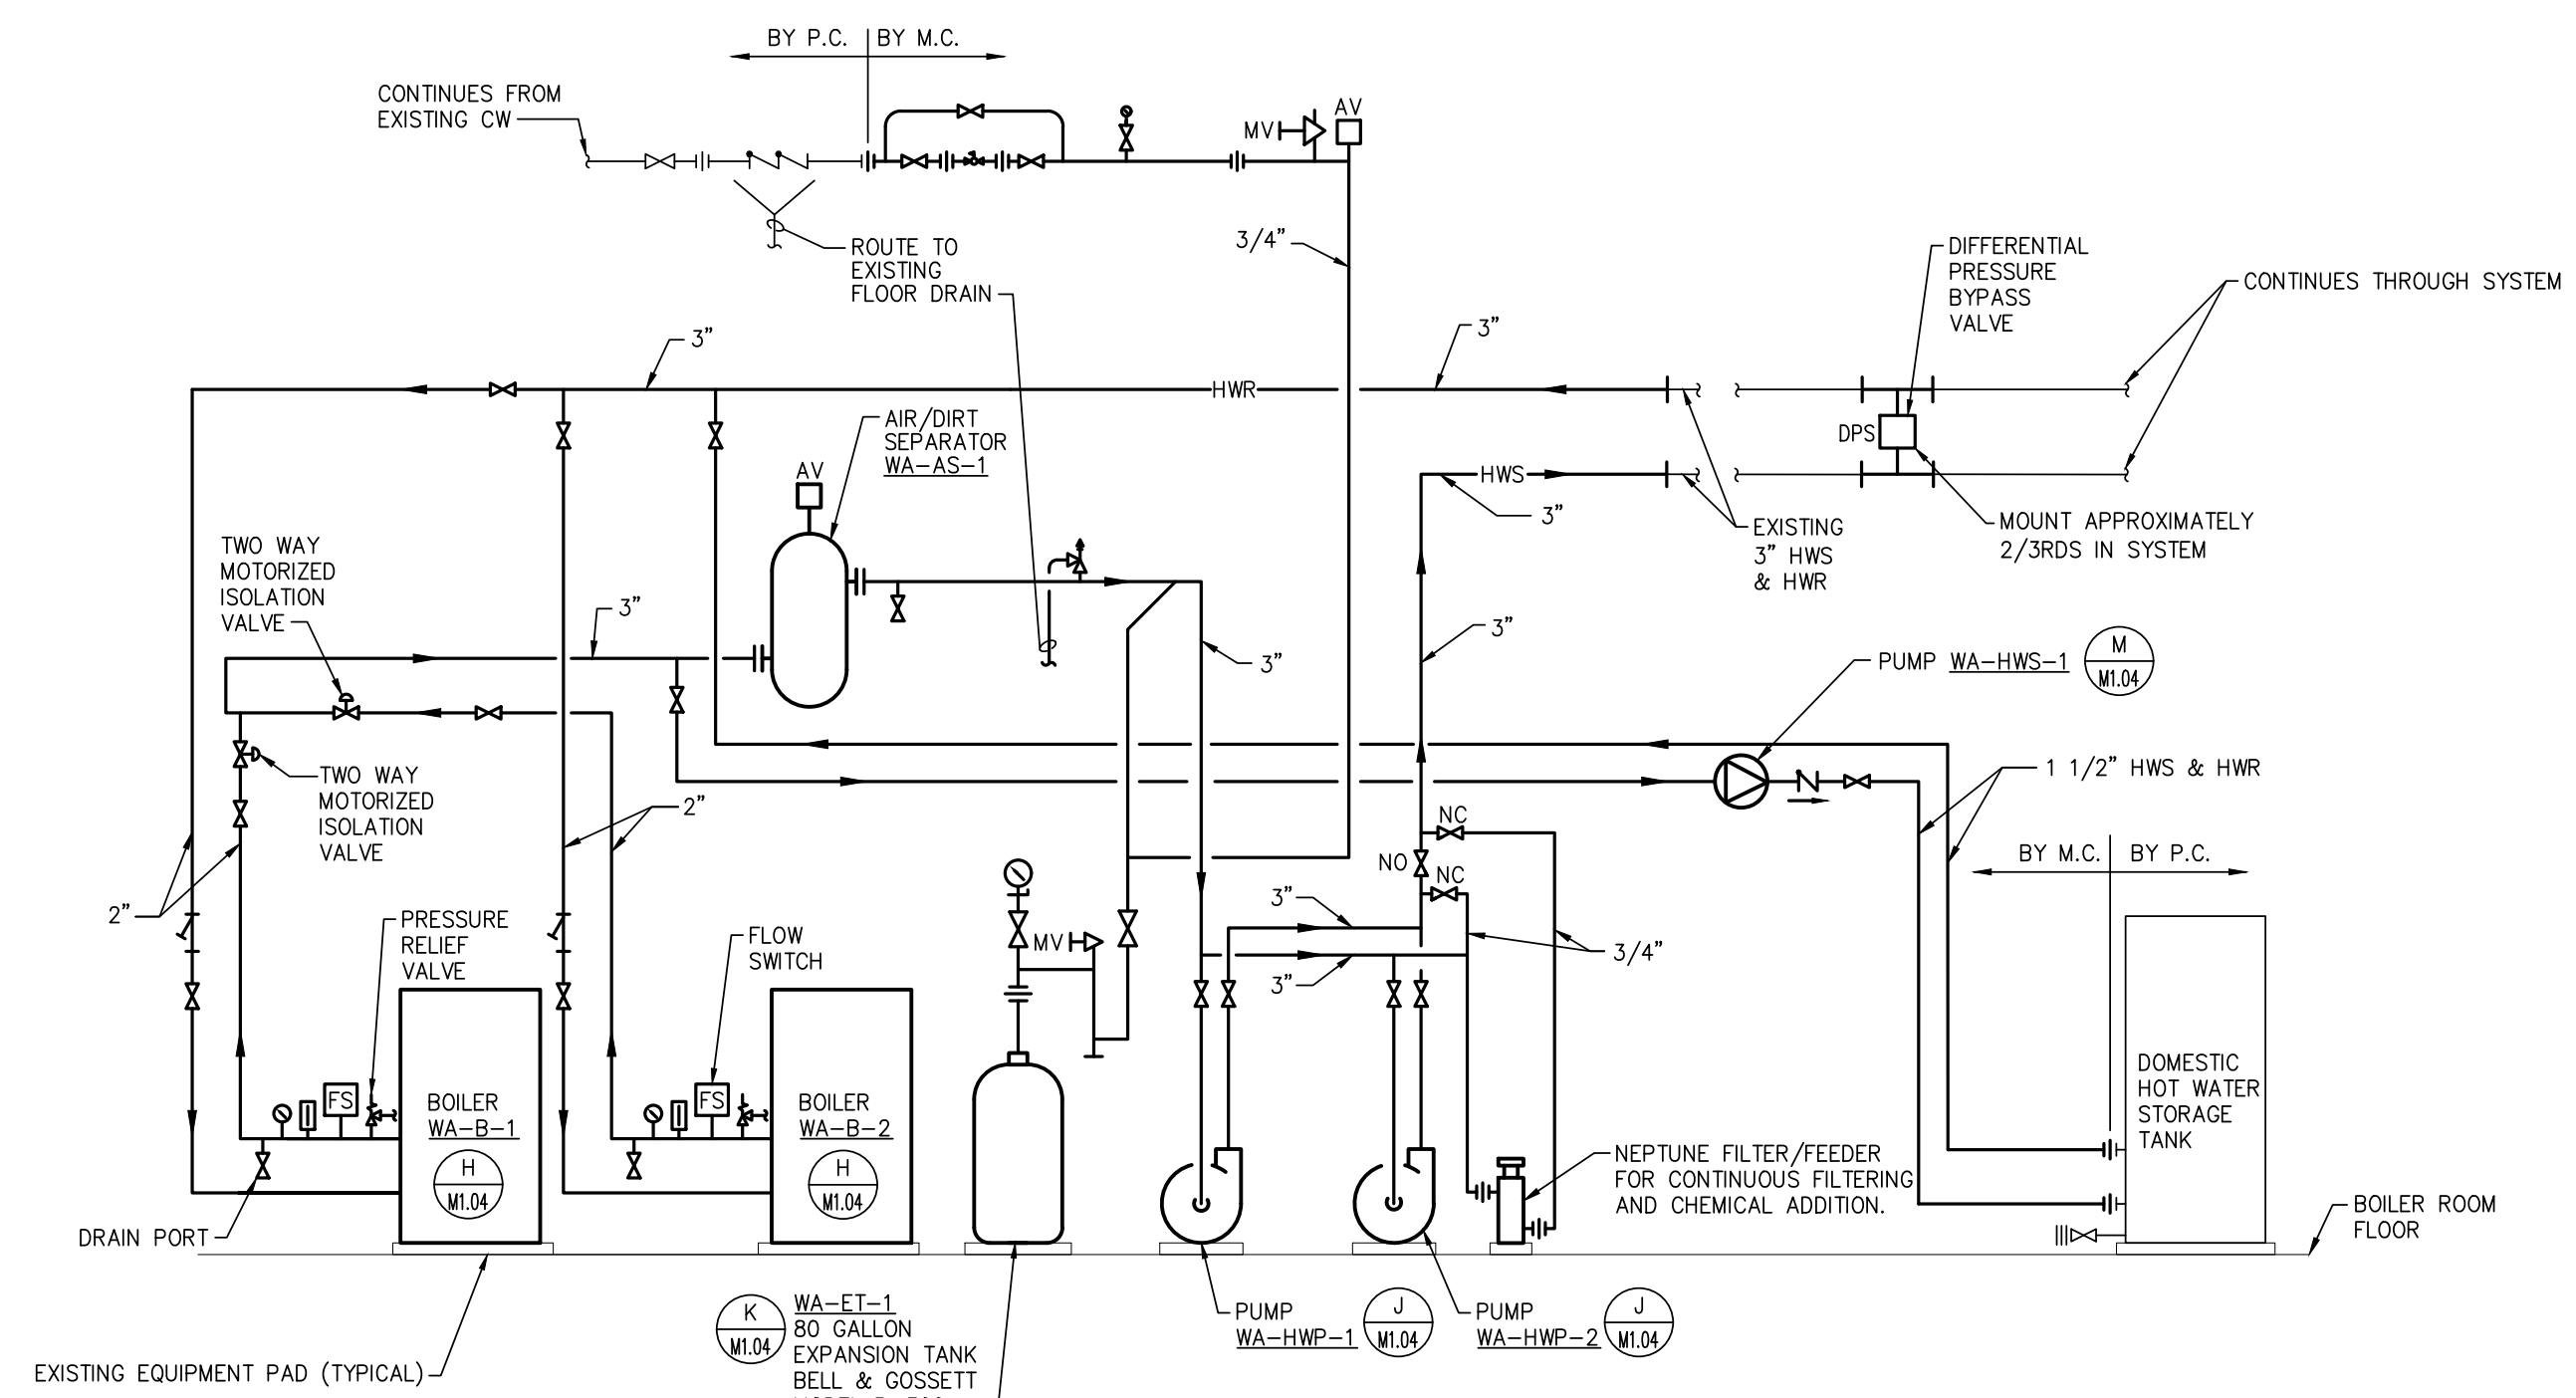 BY P.C.
BY M.C.
CONTINUES FROM
EXISTING CW
MV
AV
ROUTE TO
EXISTING
FLOOR DRAIN
3/4"
DIFFERENTIAL
PRESSURE
BYPASS
VALVE
CONTINUES THROUGH SYSTEM
3"
3"
HWR
AIR/DIRT
SEPARATOR
WA-AS-1
AV
DPS
HWS
3"
EXISTING
3" HWS
& HWR
MOUNT APPROXIMATELY
2/3RDS IN SYSTEM
TWO WAY
MOTORIZED
ISOLATION
VALVE
3"
3"
3"
PUMP WA-HWS-1
M
M1.04
TWO WAY
MOTORIZED
ISOLATION
VALVE
2"
1 1/2" HWS & HWR
NC
NO
NC
BY M.C.
BY P.C.
2"
PRESSURE
RELIEF
VALVE
FLOW
SWITCH
MV
3"
3"
3/4"
FS
BOILER
WA-B-1
H
M1.04
FS
BOILER
WA-B-2
H
M1.04
DOMESTIC
HOT WATER
STORAGE
TANK
NEPTUNE FILTER/FEEDER
FOR CONTINUOUS FILTERING
AND CHEMICAL ADDITION.
DRAIN PORT
BOILER ROOM
FLOOR
K
M1.04
WA-ET-1
80 GALLON
EXPANSION TANK
BELL & GOSSETT
PUMP
WA-HWP-1
J
M1.04
PUMP
WA-HWP-2
J
M1.04
EXISTING EQUIPMENT PAD (TYPICAL)